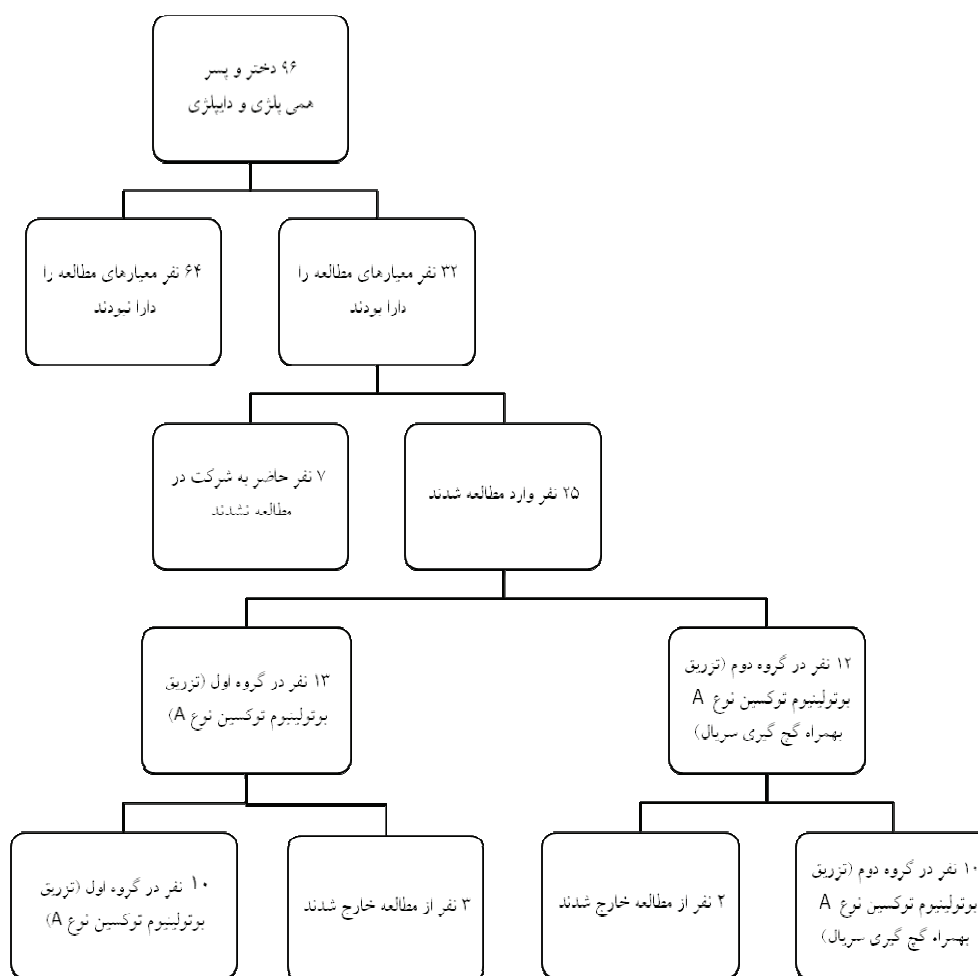 ۹۶ دختر و پسر
همی پلژی و دایپلژی
۳۲ نفر معیارهای مطالعه را
دارا بودند
۶۴ نفر معیارهای مطالعه را
دارا نبودند
۲۵ نفر وارد مطالعه شدند
۷ نفر حاضر به شرکت در
مطالعه نشدند
۱۲ نفر در گروه دوم (تزریق
بوتولینیوم توکسین نوع A
بهمراه گچ گیری سریال)
۱۳ نفر در گروه اول (تزریق
بوتولینیوم توکسین نوع A)
۱۰ نفر در گروه دوم (تزریق
بوتولینیوم توکسین نوع A
بهمراه گچ گیری سریال)
۲ نفر از مطالعه خارج شدند
۳ نفر از مطالعه خارج شدند
۱۰ نفر در گروه اول (تزریق
بوتولینیوم توکسین نوع A)